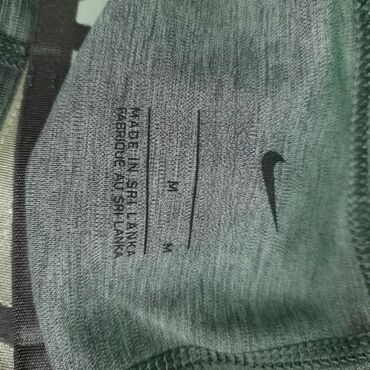 M M
MADE IN SRI LANKA
FABRIQUÉ AU SRI LANKA